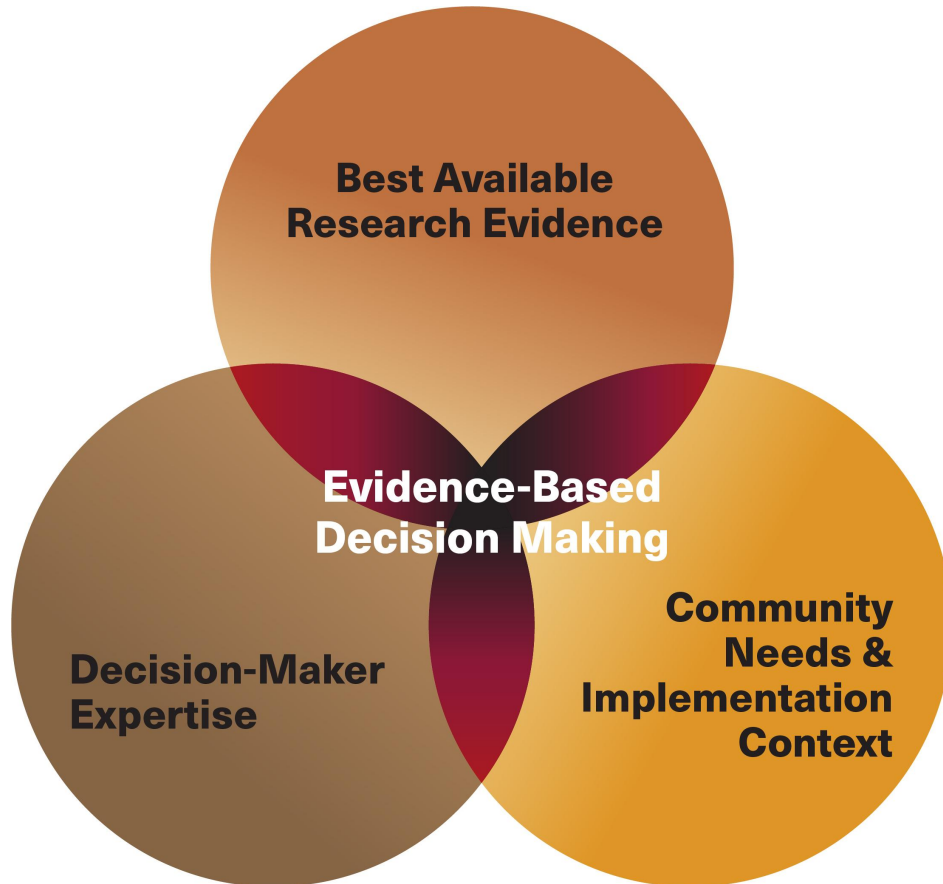 Best Available
Research Evidence
Evidence-Based
Decision Making
Decision-Maker
Expertise
Community
Needs &
Implementation
Context